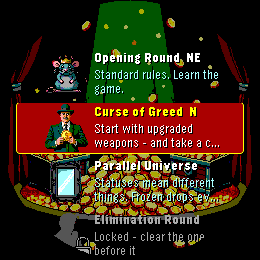 Opening Round NE
Standard rules. Learn the
game.
Curse of Greed N
Start with upgraded
weapons - and take a c...
Parallel Universe
Statuses mean different
things. Frozen drops ev...
Elimination Round
Locked - clear the one
before it